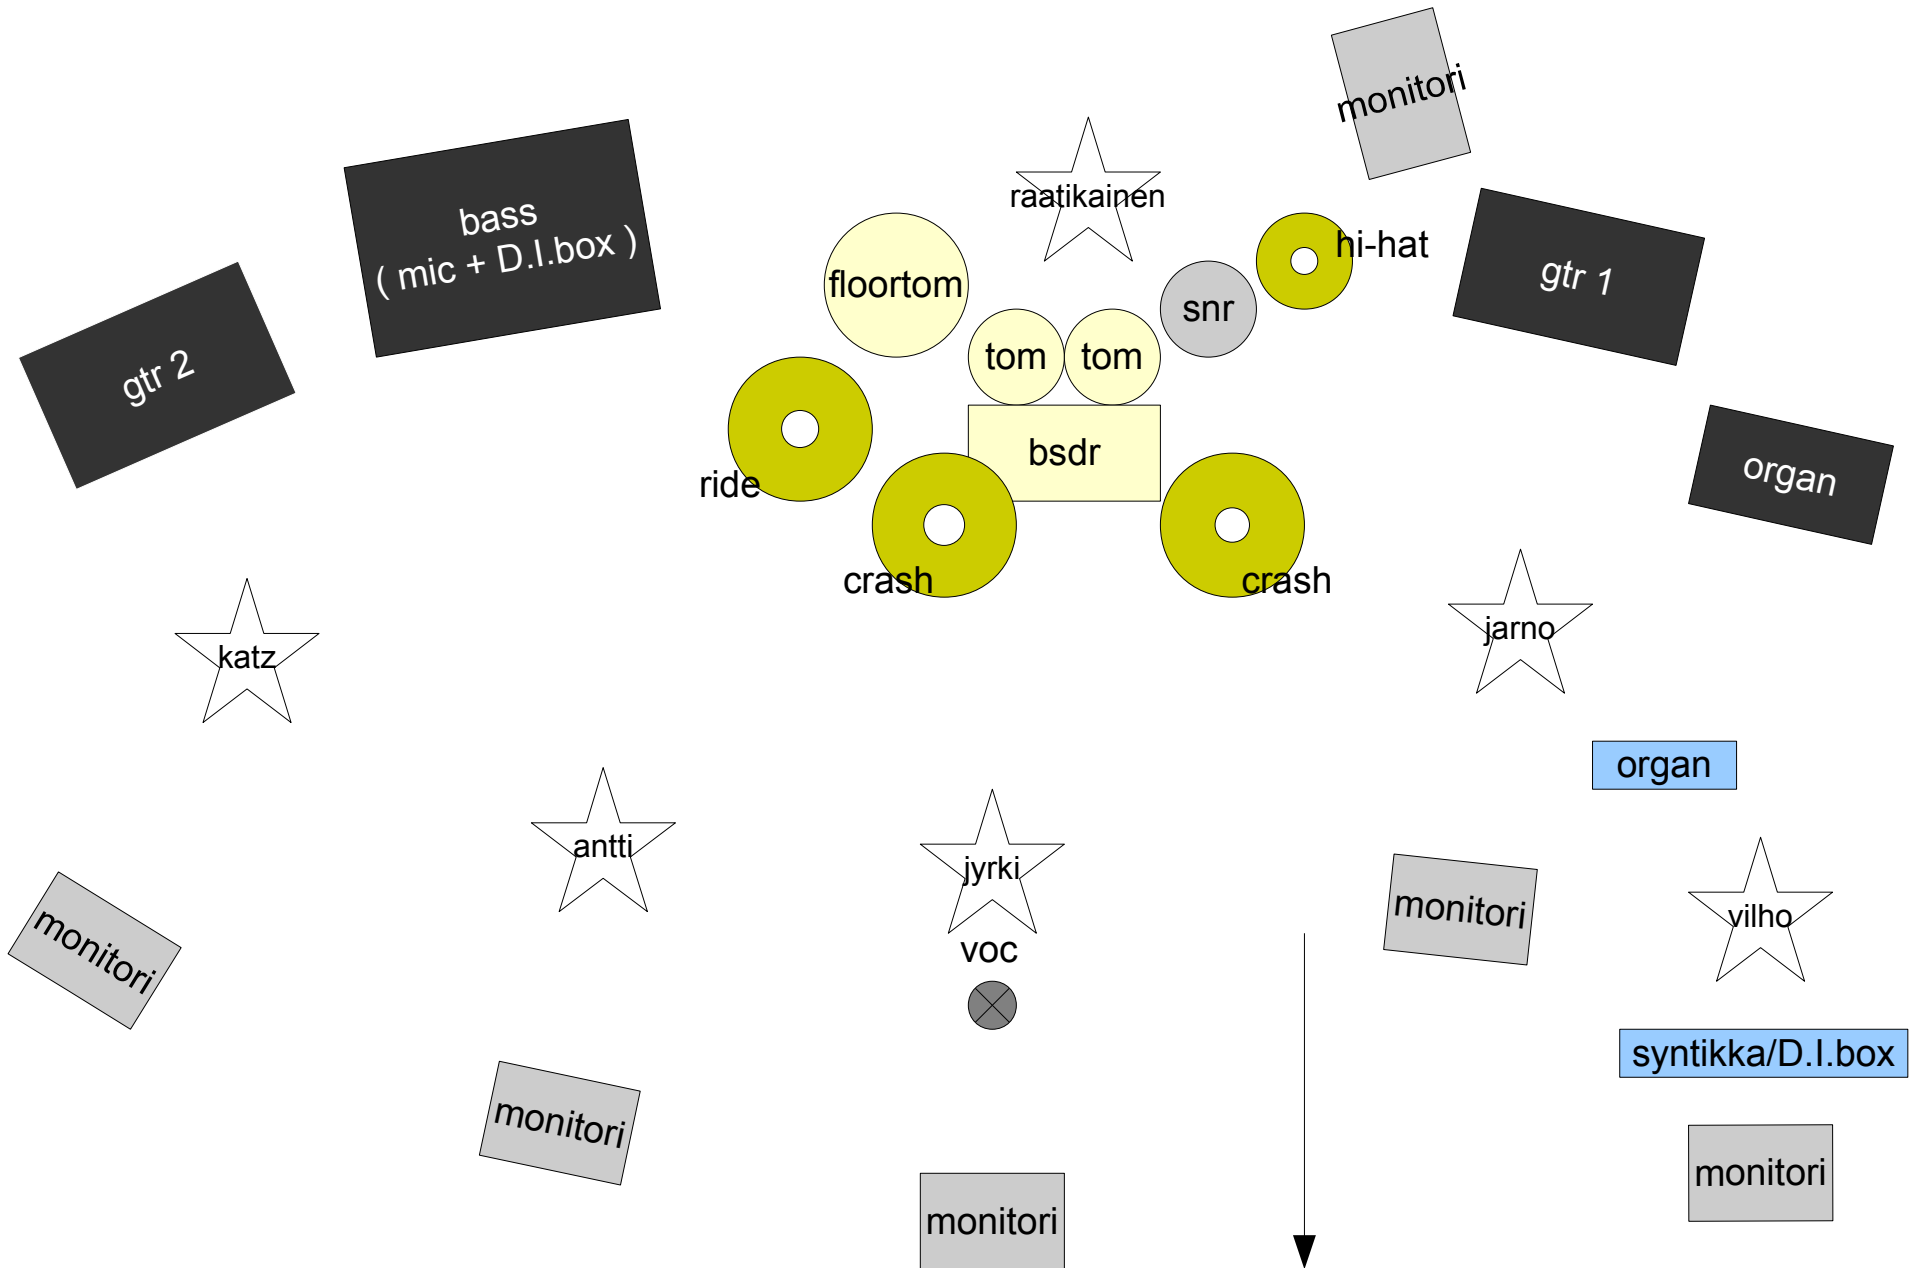 monitori
raatikainen
bass
( mic + D.I.box )
hi-hat
gtr 1
floortom
snr
tom
tom
gtr 2
bsdr
organ
ride
crash
crash
katz
jarno
organ
antti
jyrki
monitori
vilho
monitori
voc
syntikka/D.I.box
monitori
monitori
monitori